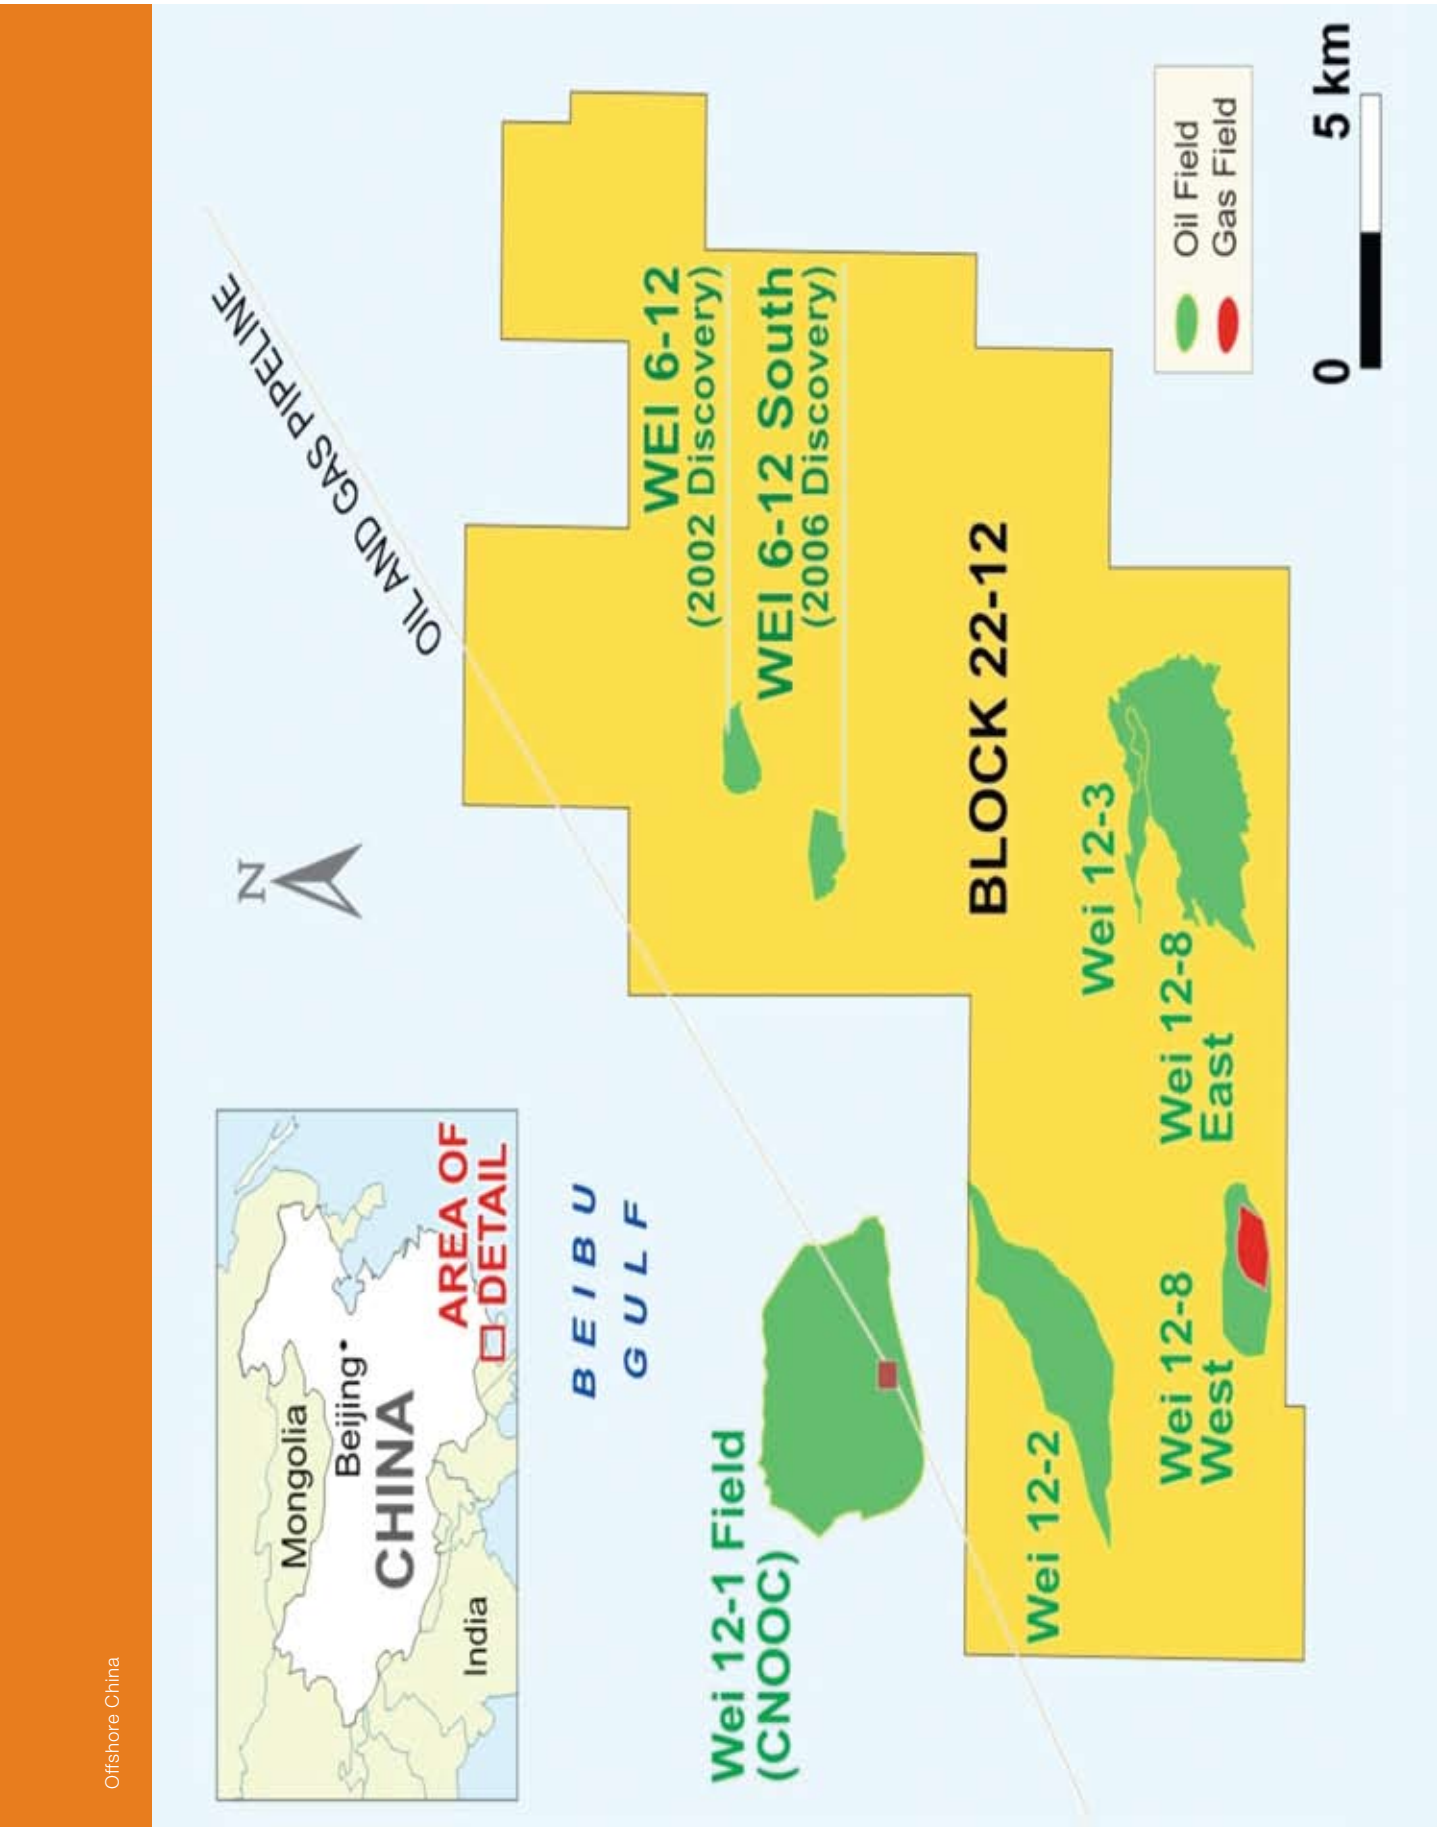 Offshore China
Mongolia
Beijing
CHINA
India
AREA OF
DETAIL
N
OIL AND GAS PIPELINE
BEIBU
GULF
Wei 12-1 Field
(CNOOC)
WEI 6-12
(2002 Discovery)
WEI 6-12 South
(2006 Discovery)
BLOCK 22-12
Wei 12-2
Wei 12-3
Wei 12-8
West
Wei 12-8
East
Oil Field
Gas Field
0
5 km